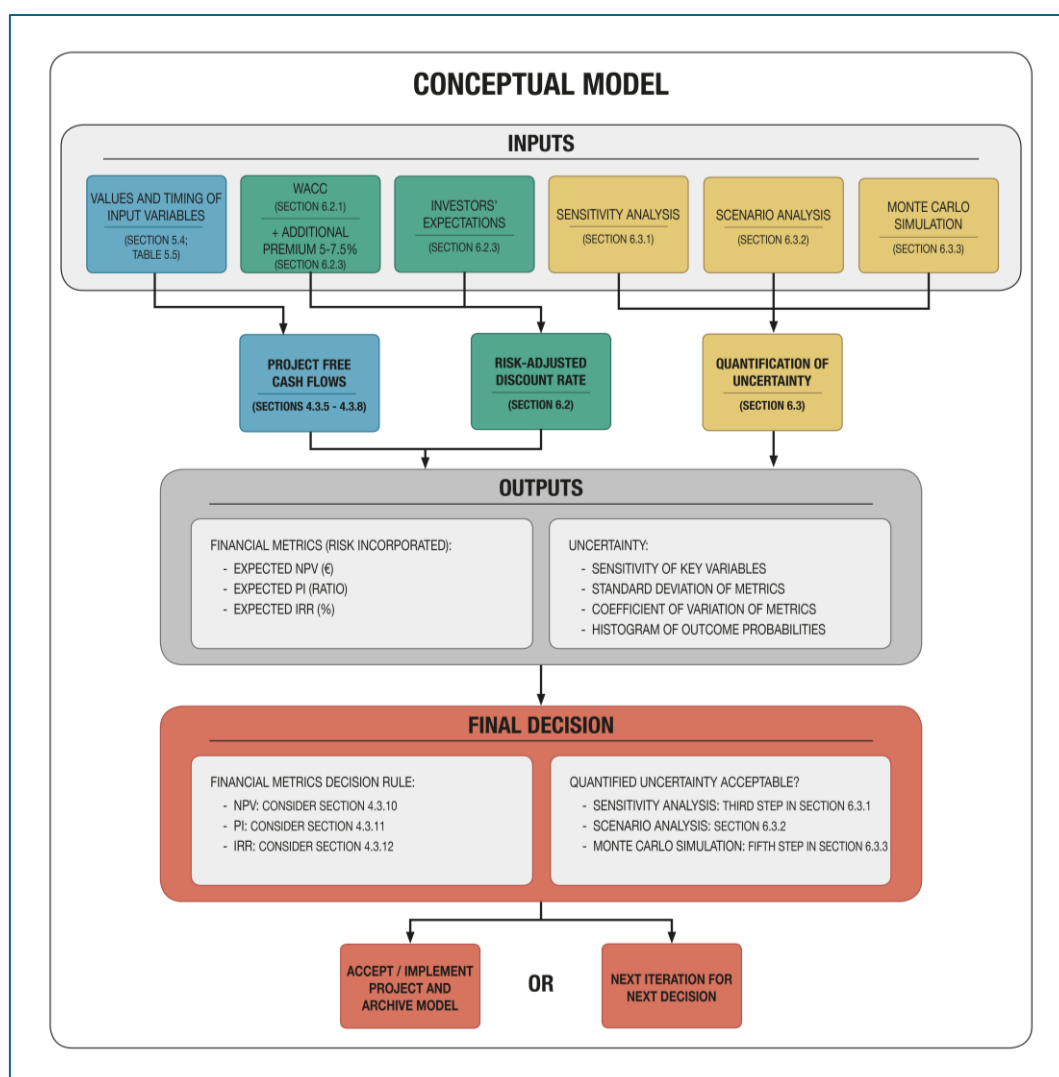 CONCEPTUAL MODEL
INPUTS
VALUES AND TIMING OF
INPUT VARIABLES
(SECTION 5.4;
TABLE 5.5)
WACC
(SECTION 6.2.1)
+ ADDITIONAL
PREMIUM 5-7.5%
(SECTION 6.2.3)
INVESTORS'
EXPECTATIONS
(SECTION 6.2.3)
SENSITIVITY ANALYSIS
(SECTION 6.3.1)
SCENARIO ANALYSIS
(SECTION 6.3.2)
MONTE CARLO
SIMULATION
(SECTION 6.3.3)
PROJECT FREE
CASH FLOWS
(SECTIONS 4.3.5 - 4.3.8)
RISK-ADJUSTED
DISCOUNT RATE
(SECTION 6.2)
QUANTIFICATION OF
UNCERTAINTY
(SECTION 6.3)
OUTPUTS
FINANCIAL METRICS (RISK INCORPORATED):
- EXPECTED NPV (€)
- EXPECTED PI (RATIO)
- EXPECTED IRR (%)
UNCERTAINTY:
- SENSITIVITY OF KEY VARIABLES
- STANDARD DEVIATION OF METRICS
- COEFFICIENT OF VARIATION OF METRICS
- HISTOGRAM OF OUTCOME PROBABILITIES
FINAL DECISION
FINANCIAL METRICS DECISION RULE:
- NPV: CONSIDER SECTION 4.3.10
- PI: CONSIDER SECTION 4.3.11
- IRR: CONSIDER SECTION 4.3.12
QUANTIFIED UNCERTAINTY ACCEPTABLE?
- SENSITIVITY ANALYSIS: THIRD STEP IN SECTION 6.3.1
- SCENARIO ANALYSIS: SECTION 6.3.2
- MONTE CARLO SIMULATION: FIFTH STEP IN SECTION 6.3.3
ACCEPT / IMPLEMENT
PROJECT AND
ARCHIVE MODEL
OR
NEXT ITERATION FOR
NEXT DECISION